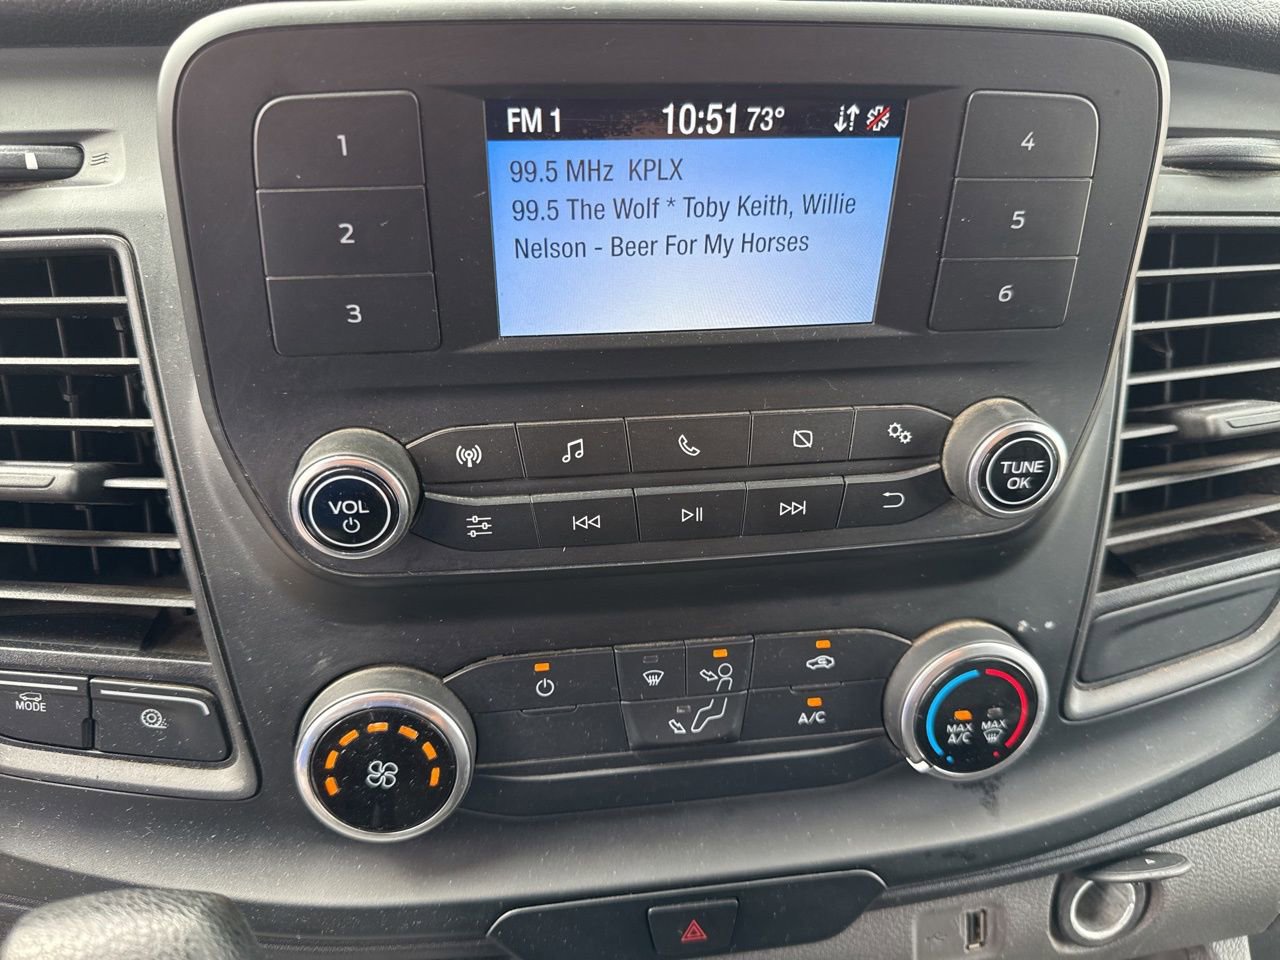 FM 1 10:51 73°
99.5 MHz KPLX
99.5 The Wolf * Toby Keith, Willie
Nelson - Beer For My Horses
1
2
3
4
5
6
VOL
TUNE
OK
MODE
A/C
MAX
A/C
MAX